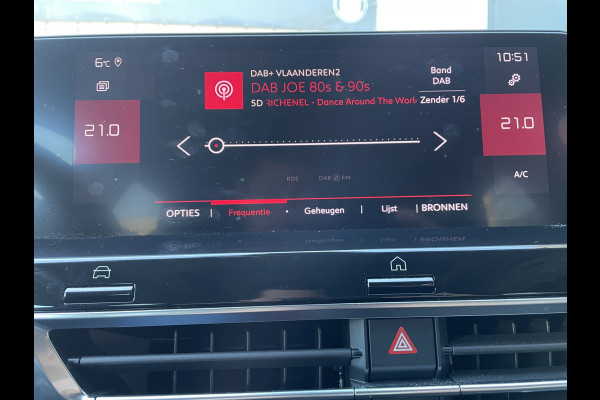 6°C
10:51
DAB+ VLAANDEREN2
DAB JOE 80s & 90s
5D RICHENEL - Dance Around The World
Band
DAB
Zender 1/6
21.0
21.0
RDS DAB FM
A/C
OPTIES | Frequentie • Geheugen | Lijst | BRONNEN